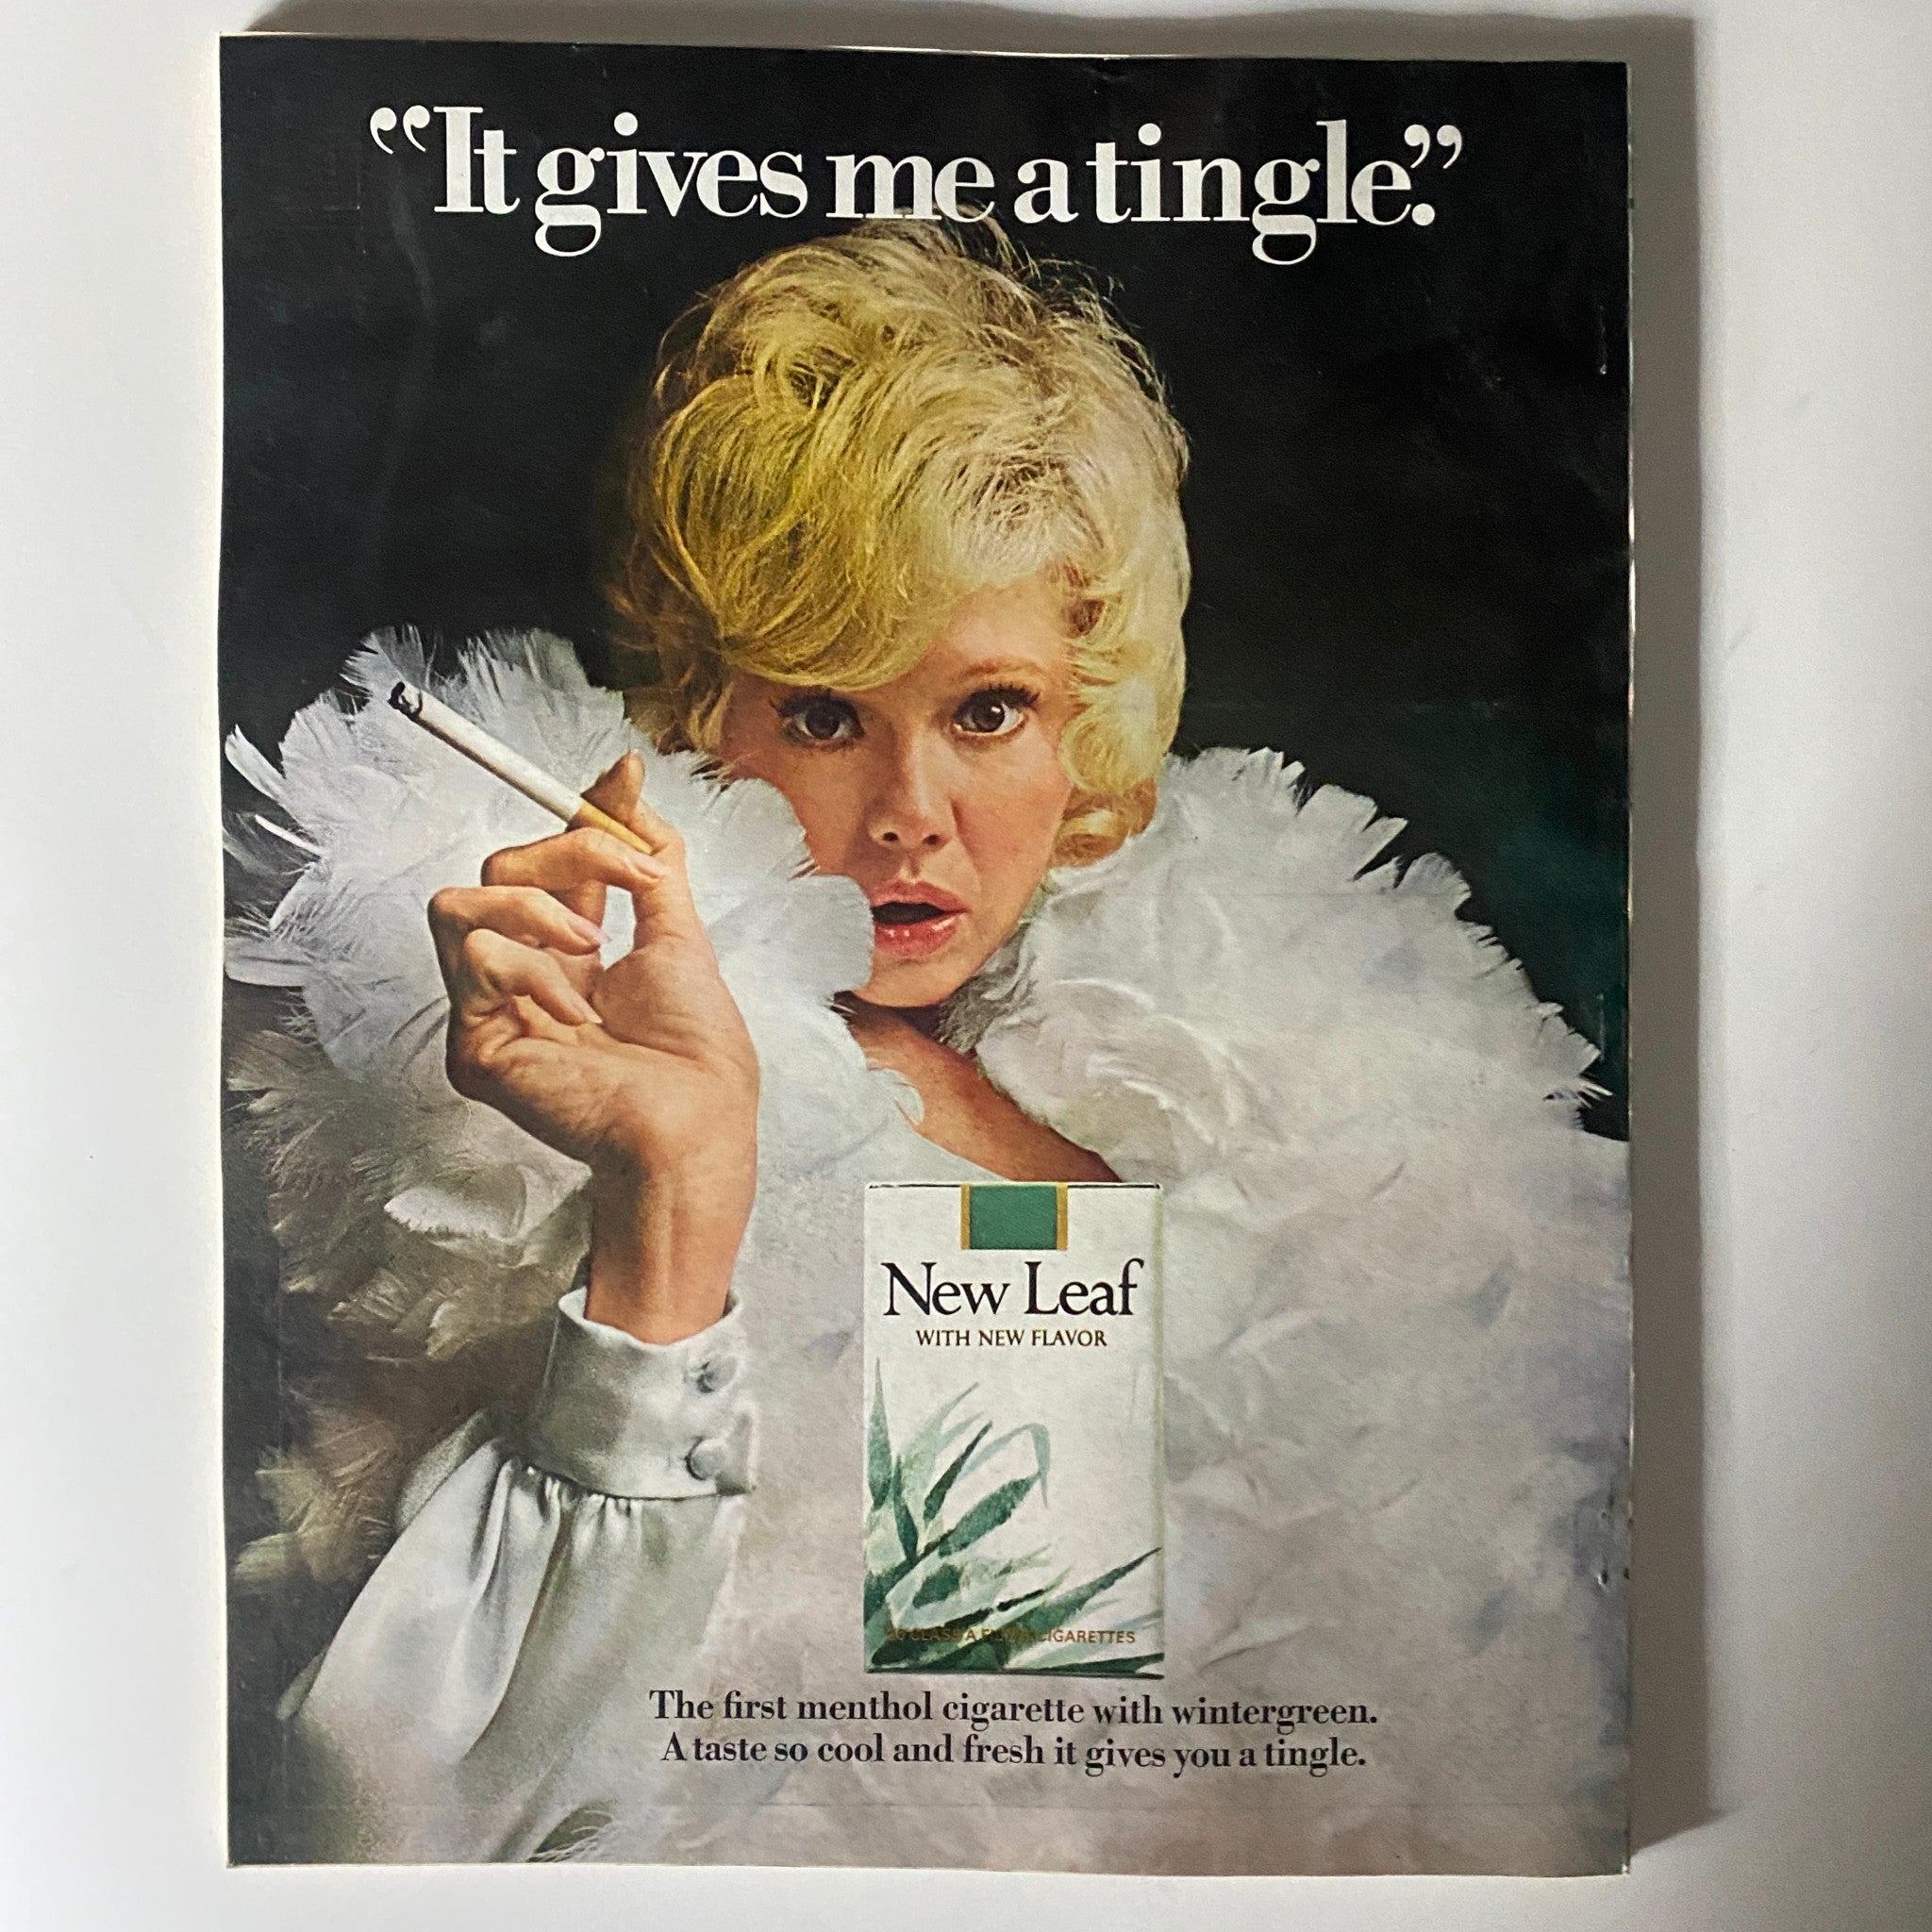 “It gives me a tingle.”
New Leaf
WITH NEW FLAVOR
CLASS A CIGARETTES
The first menthol cigarette with wintergreen.
A taste so cool and fresh it gives you a tingle.